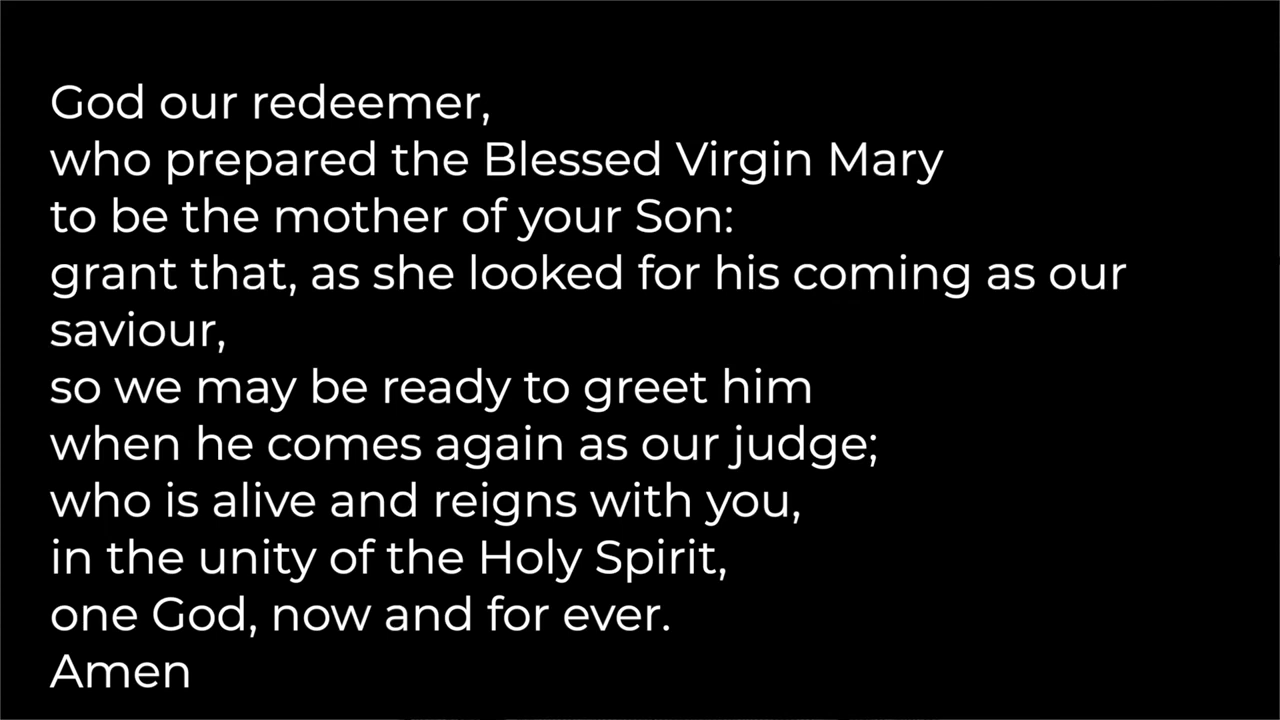 God our redeemer,
who prepared the Blessed Virgin Mary
to be the mother of your Son:
grant that, as she looked for his coming as our
saviour,
so we may be ready to greet him
when he comes again as our judge;
who is alive and reigns with you,
in the unity of the Holy Spirit,
one God, now and for ever.
Amen